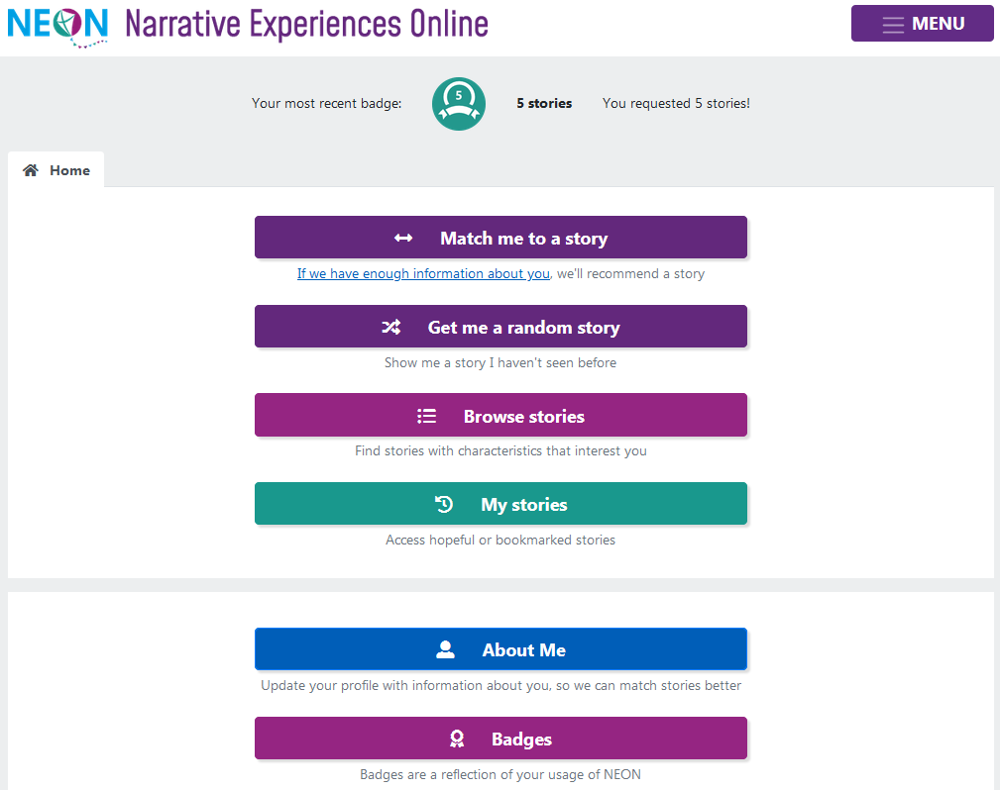 NEON Narrative Experiences Online
MENU
Your most recent badge: 5 5 stories You requested 5 stories!
Home
Match me to a story
If we have enough information about you, we'll recommend a story
Get me a random story
Show me a story I haven't seen before
Browse stories
Find stories with characteristics that interest you
My stories
Access hopeful or bookmarked stories
About Me
Update your profile with information about you, so we can match stories better
Badges
Badges are a reflection of your usage of NEON